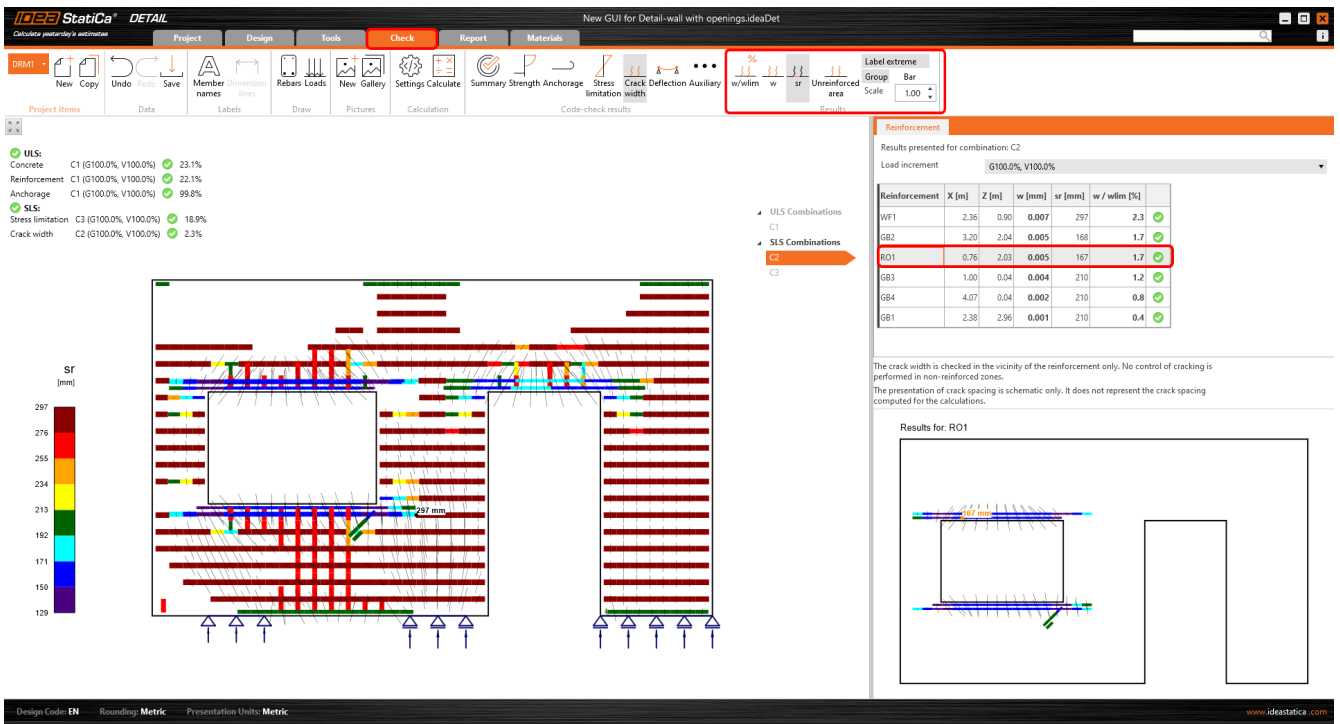 IDEA StatiCa® DETAIL
Calculate yesterday's estimates
New GUI for Detail-wall with openings.ideaDet
Project Design Tools Check Report Materials
DRM1
New Copy
Undo Redo Save
Member names
Dimension lines
Rebars Loads
New Gallery
Settings Calculate
Summary Strength Anchorage Stress limitation Crack width Deflection Auxiliary
%
w/wlim w sr Unreinforced area
Label extreme
Group Bar
Scale 1.00
Project items Data Labels Draw Pictures Calculation Code-check results Results
ULS:
Concrete C1 (G100.0%, V100.0%) 23.1%
Reinforcement C1 (G100.0%, V100.0%) 22.1%
Anchorage C1 (G100.0%, V100.0%) 99.8%
SLS:
Stress limitation C3 (G100.0%, V100.0%) 18.9%
Crack width C2 (G100.0%, V100.0%) 2.3%
ULS Combinations
C1
SLS Combinations
C2
C3
sr
[mm]
297
276
255
234
213
192
171
150
129
297 mm
Reinforcement
Results presented for combination: C2
Load increment G100.0%, V100.0%
Reinforcement X [m] Z [m] w [mm] sr [mm] w / wlim [%]
WF1 2.36 0.90 0.007 297 2.3
GB2 3.20 2.04 0.005 168 1.7
RO1 0.76 2.03 0.005 167 1.7
GB3 1.00 0.04 0.004 210 1.2
GB4 4.07 0.04 0.002 210 0.8
GB1 2.38 2.96 0.001 210 0.4
The crack width is checked in the vicinity of the reinforcement only. No control of cracking is
performed in non-reinforced zones.
The presentation of crack spacing is schematic only. It does not represent the crack spacing
computed for the calculations.
Results for: RO1
167 mm
Design Code: EN Rounding: Metric Presentation Units: Metric
www.ideastatica.com